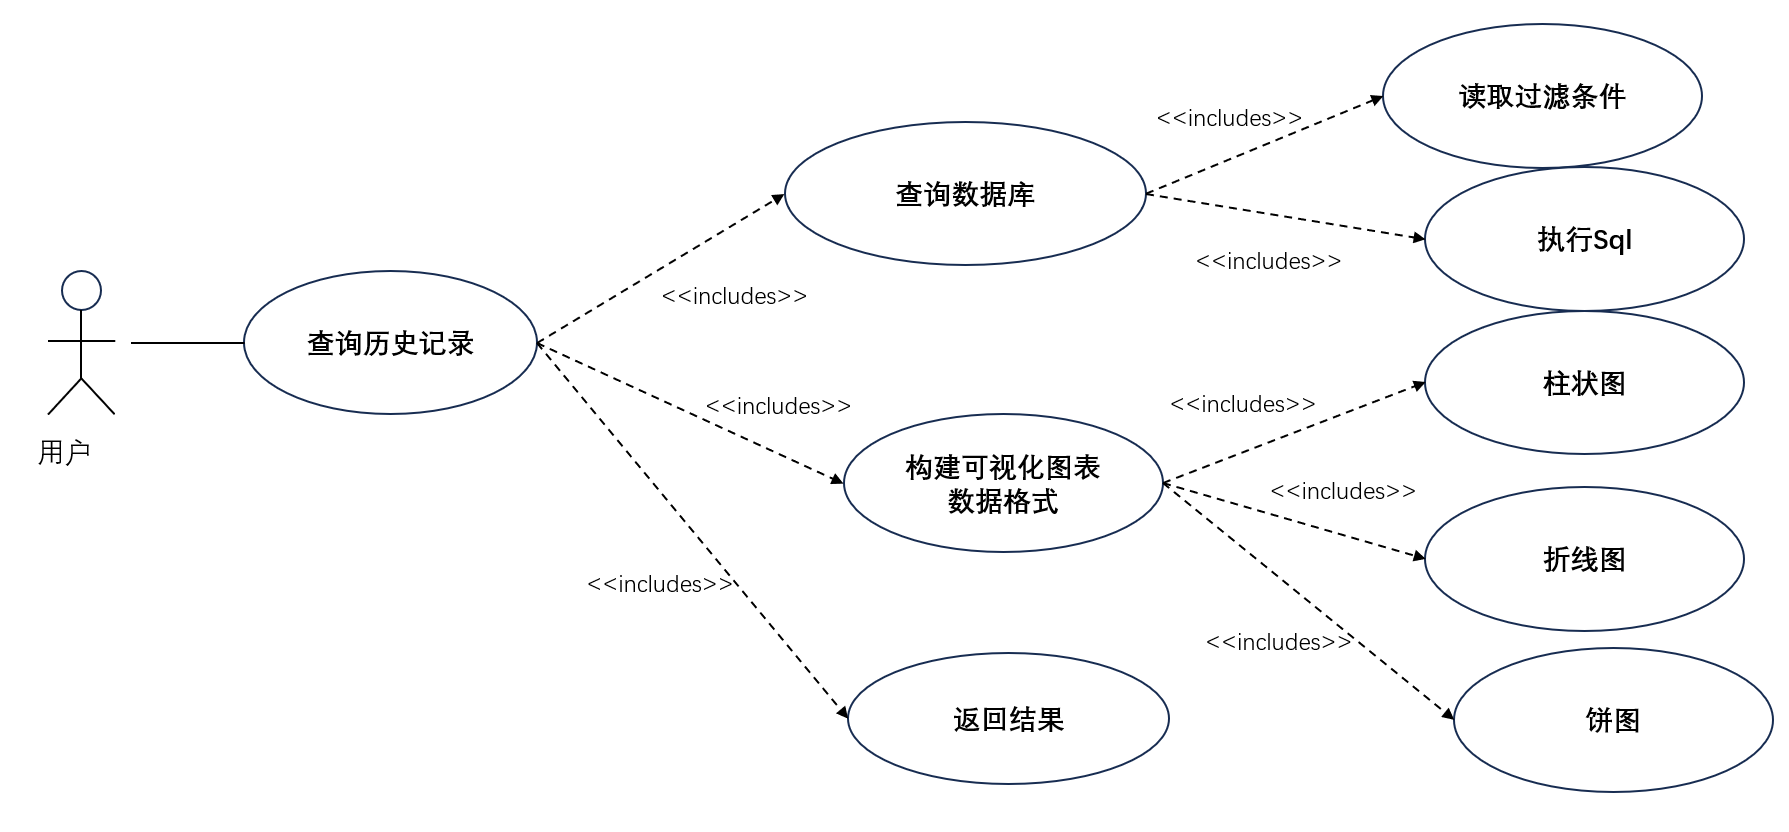 读取过滤条件
<<includes>>
查询数据库
执行Sql
<<includes>>
<<includes>>
查询历史记录
用户
柱状图
<<includes>>
<<includes>>
构建可视化图表
数据格式
<<includes>>
折线图
<<includes>>
<<includes>>
返回结果
饼图